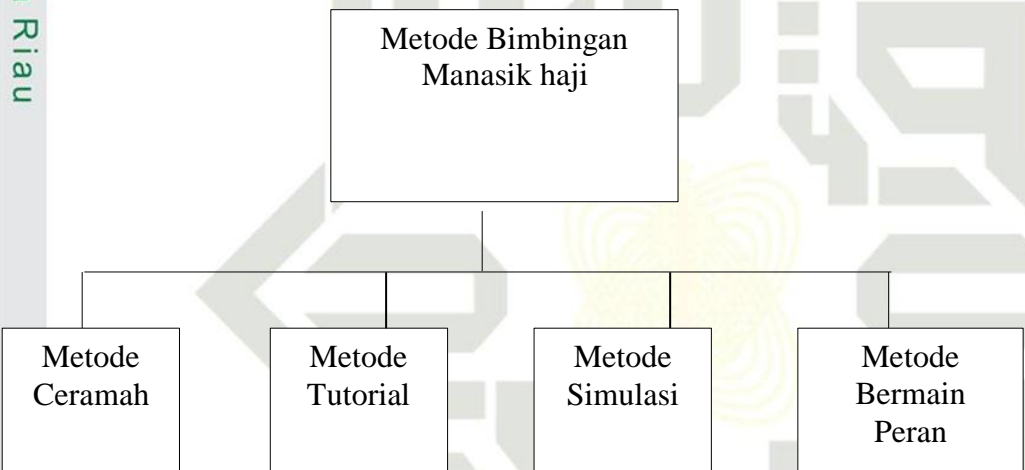 Riau
Metode Bimbingan
Manasik haji
Metode
Ceramah
Metode
Tutorial
Metode
Simulasi
Metode
Bermain
Peran